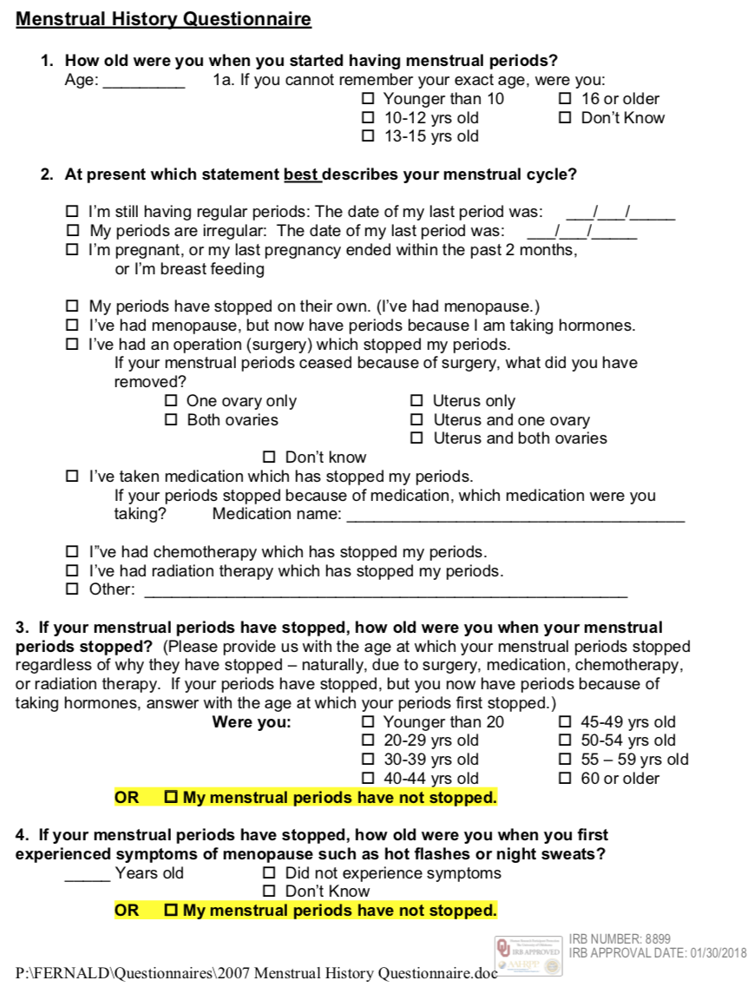 Menstrual History Questionnaire
1. How old were you when you started having menstrual periods?
Age: _________ 1a. If you cannot remember your exact age, were you:
☐ Younger than 10 ☐ 16 or older
☐ 10-12 yrs old ☐ Don't Know
☐ 13-15 yrs old
2. At present which statement best describes your menstrual cycle?
☐ I'm still having regular periods: The date of my last period was: ___/___/_____
☐ My periods are irregular: The date of my last period was: ___/___/_____
☐ I'm pregnant, or my last pregnancy ended within the past 2 months,
or I'm breast feeding
☐ My periods have stopped on their own. (I've had menopause.)
☐ I've had menopause, but now have periods because I am taking hormones.
☐ I've had an operation (surgery) which stopped my periods.
If your menstrual periods ceased because of surgery, what did you have
removed?
☐ One ovary only ☐ Uterus only
☐ Both ovaries ☐ Uterus and one ovary
☐ Uterus and both ovaries
☐ Don't know
☐ I've taken medication which has stopped my periods.
If your periods stopped because of medication, which medication were you
taking? Medication name: ______________________________________
☐ I"ve had chemotherapy which has stopped my periods.
☐ I've had radiation therapy which has stopped my periods.
☐ Other: ______________________________________________________
3. If your menstrual periods have stopped, how old were you when your menstrual
periods stopped? (Please provide us with the age at which your menstrual periods stopped
regardless of why they have stopped – naturally, due to surgery, medication, chemotherapy,
or radiation therapy. If your periods have stopped, but you now have periods because of
taking hormones, answer with the age at which your periods first stopped.)
Were you: ☐ Younger than 20 ☐ 45-49 yrs old
☐ 20-29 yrs old ☐ 50-54 yrs old
☐ 30-39 yrs old ☐ 55 – 59 yrs old
☐ 40-44 yrs old ☐ 60 or older
OR ☐ My menstrual periods have not stopped.
4. If your menstrual periods have stopped, how old were you when you first
experienced symptoms of menopause such as hot flashes or night sweats?
_____ Years old ☐ Did not experience symptoms
☐ Don't Know
OR ☐ My menstrual periods have not stopped.
IRB APPROVED
IRB NUMBER: 8899
IRB APPROVAL DATE: 01/30/2018
P:\FERNALD\Questionnaires\2007 Menstrual History Questionnaire.doc